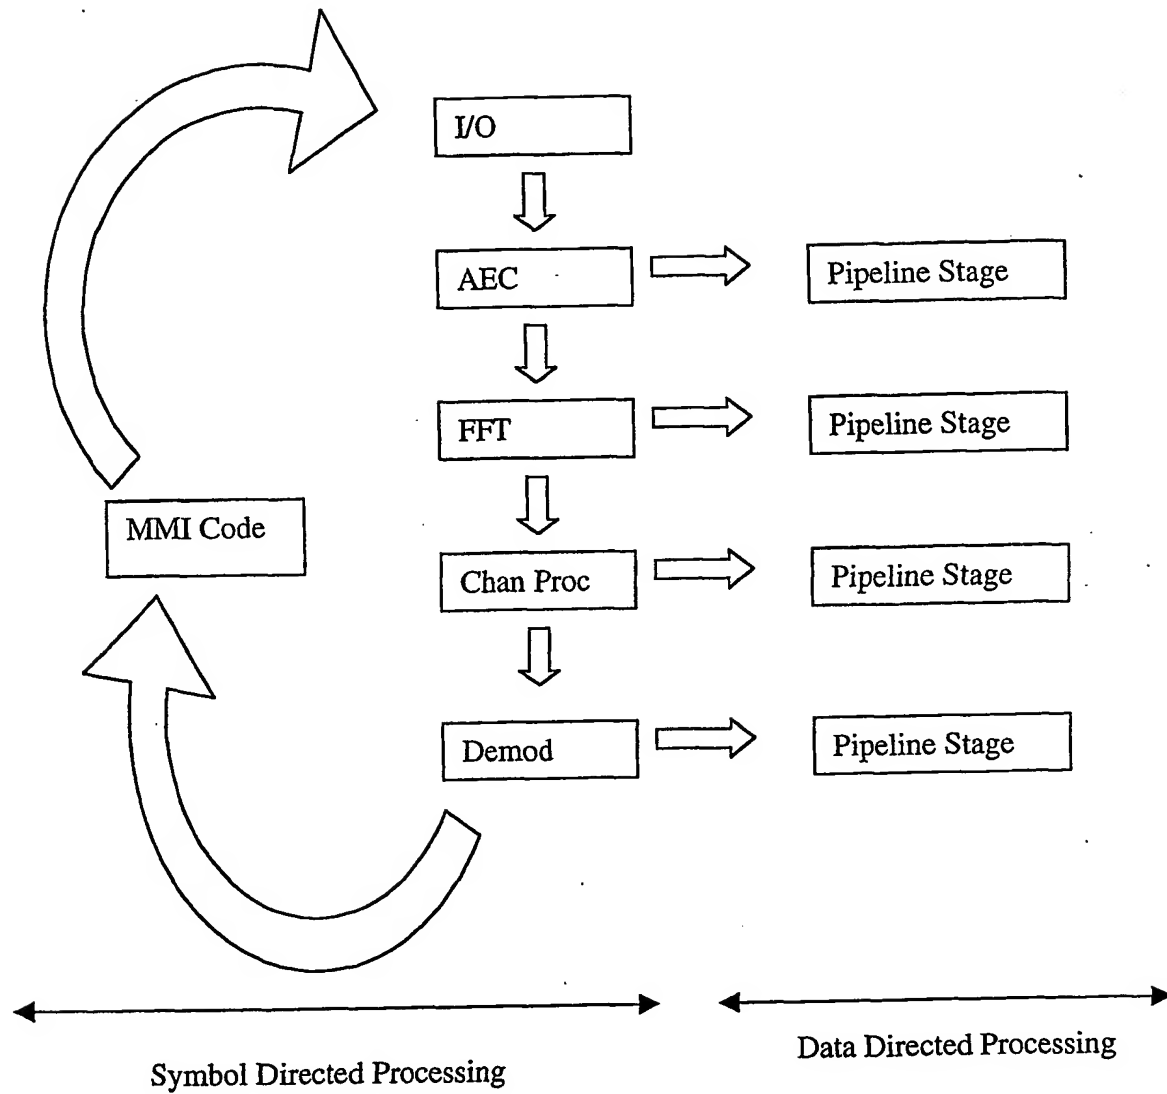 I/O
AEC
Pipeline Stage
FFT
Pipeline Stage
MMI Code
Chan Proc
Pipeline Stage
Demod
Pipeline Stage
Symbol Directed Processing
Data Directed Processing